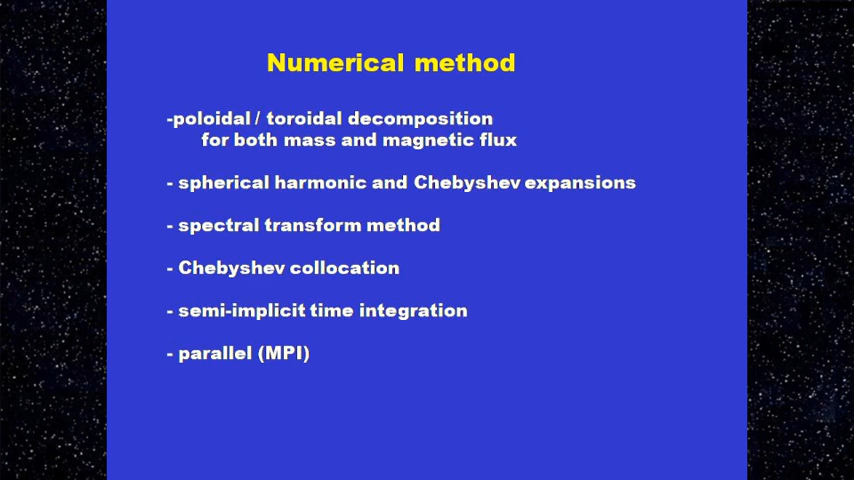 Numerical method
-poloidal / toroidal decomposition
for both mass and magnetic flux
- spherical harmonic and Chebyshev expansions
- spectral transform method
- Chebyshev collocation
- semi-implicit time integration
- parallel (MPI)